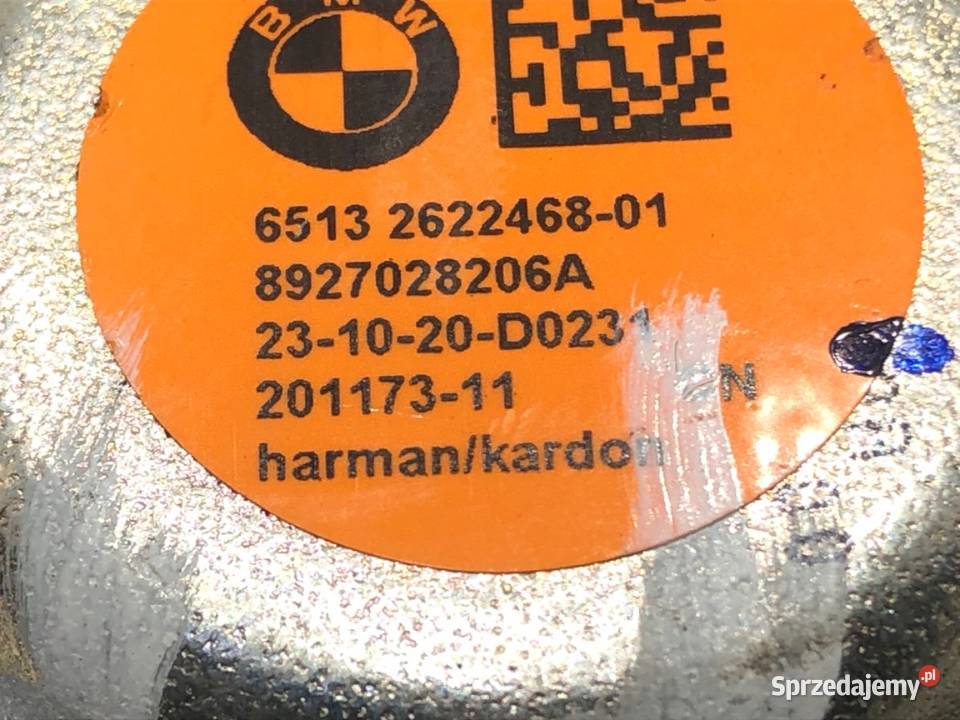 BMW
6513 2622468-01
8927028206A
23-10-20-D0231
201173-11
harman/kardon
Sprzedajemy.pl